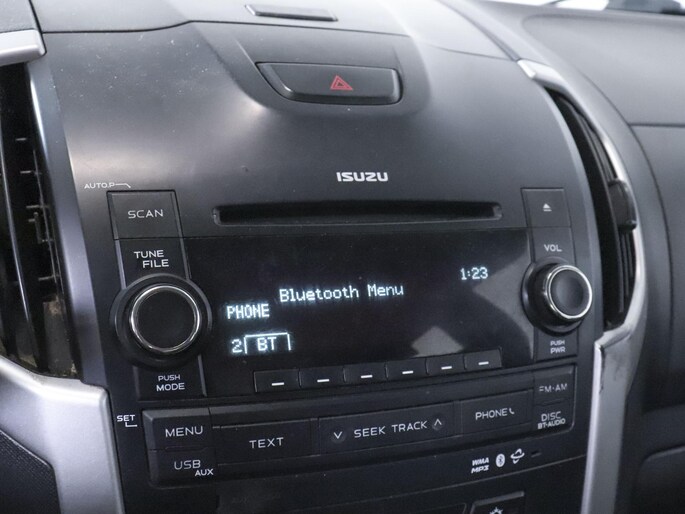 ISUZU
AUTO.P
SCAN
TUNE
FILE
VOL
Bluetooth Menu
1:23
PHONE
2 BT
PUSH
MODE
PUSH
PWR
FM-AM
SET
MENU
TEXT
SEEK TRACK
PHONE
DISC
BT-AUDIO
USB
AUX
WMA
MP3